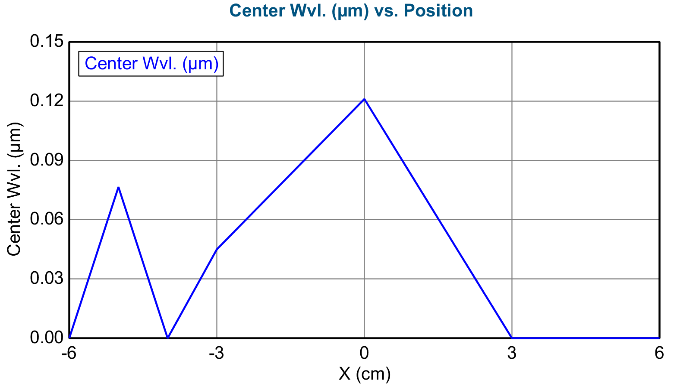 Center Wvl. (µm) vs. Position
0.15
Center Wvl. (µm)
0.12
0.09
Center Wvl. (µm)
0.06
0.03
0.00
-6 -3 0 3 6
X (cm)